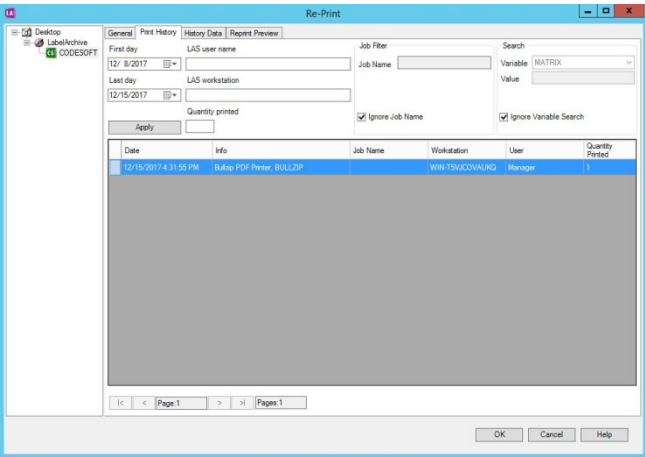 LA
Re-Print
Desktop
LabelArchive
CS CODESOFT
General Print History History Data Reprint Preview
First day LAS user name
12/ 8/2017
Last day LAS workstation
12/15/2017
Quantity printed
Apply
Job Filter
Job Name
Ignore Job Name
Search
Variable MATRIX
Value
Ignore Variable Search
Date Info Job Name Workstation User Quantity Printed
12/15/2017 4:31:55 PM Bullzip PDF Printer, BULLZIP WIN-T5VJCOVAUKQ Manager 1
|< < Page:1 > >| Pages:1
OK Cancel Help